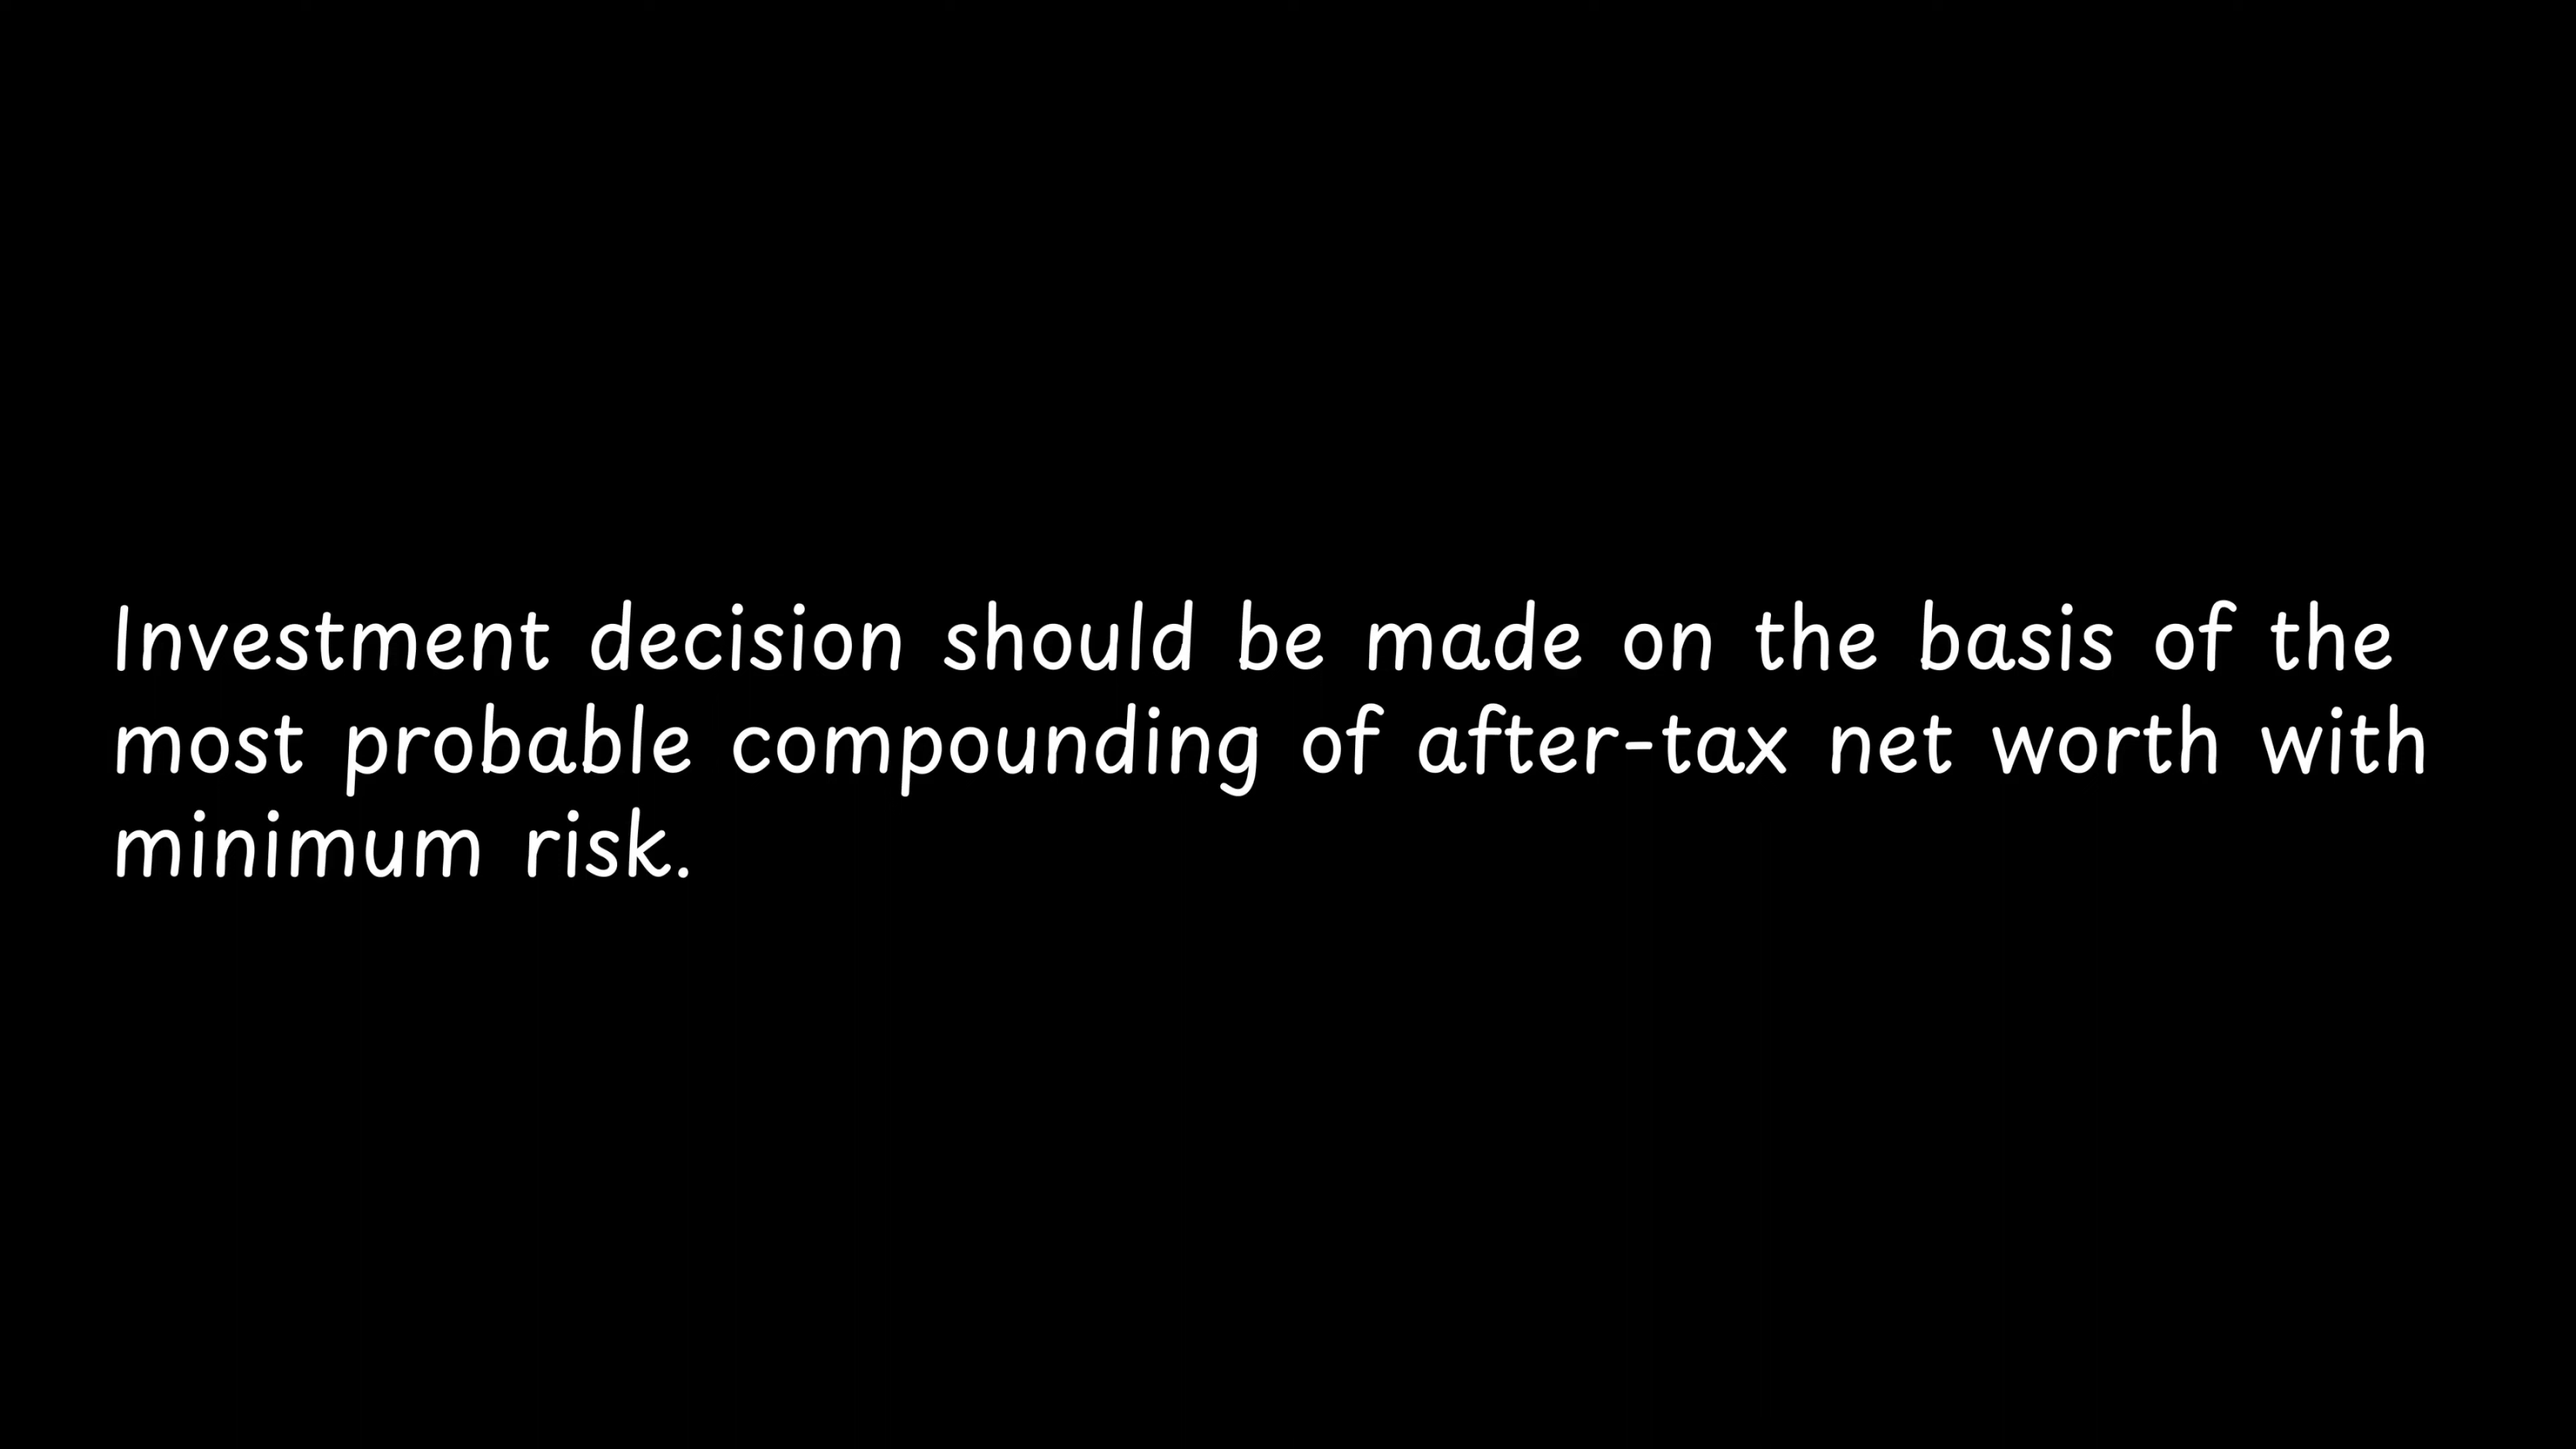 Investment decision should be made on the basis of the
most probable compounding of after-tax net worth with
minimum risk.